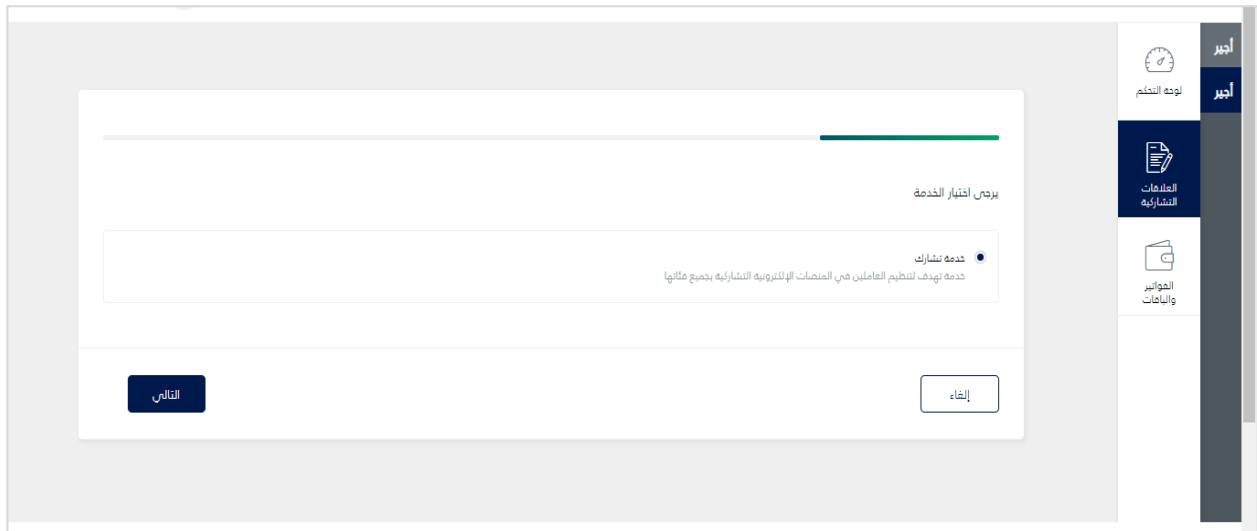 أجير
أجير
لوحة التحكم
العلاقات
التشاركية
الفواتير
والباقات
يرجى اختيار الخدمة
خدمة تشارك
خدمة تهدف لتنظيم العاملين في المنصات الإلكترونية التشاركية بجميع فئاتها
إلغاء
التالي